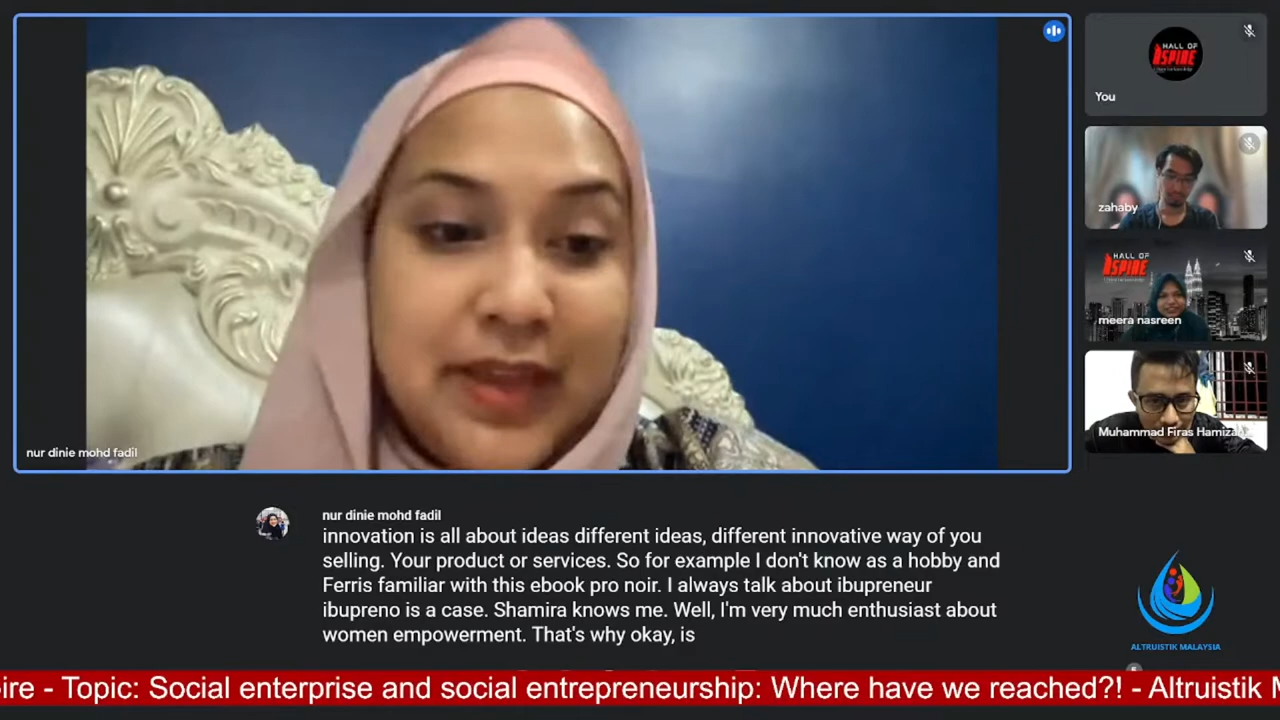 nur dinie mohd fadil
HALL OF
ASPIRE
You
zahaby
HALL OF
ASPIRE
meera nasreen
Muhammad Firas Hamizan
nur dinie mohd fadil
innovation is all about ideas different ideas, different innovative way of you
selling. Your product or services. So for example I don't know as a hobby and
Ferris familiar with this ebook pro noir. I always talk about ibupreneur
ibupreno is a case. Shamira knows me. Well, I'm very much enthusiast about
women empowerment. That's why okay, is
ALTRUISTIK MALAYSIA
ire - Topic: Social enterprise and social entrepreneurship: Where have we reached?! - Altruistik M